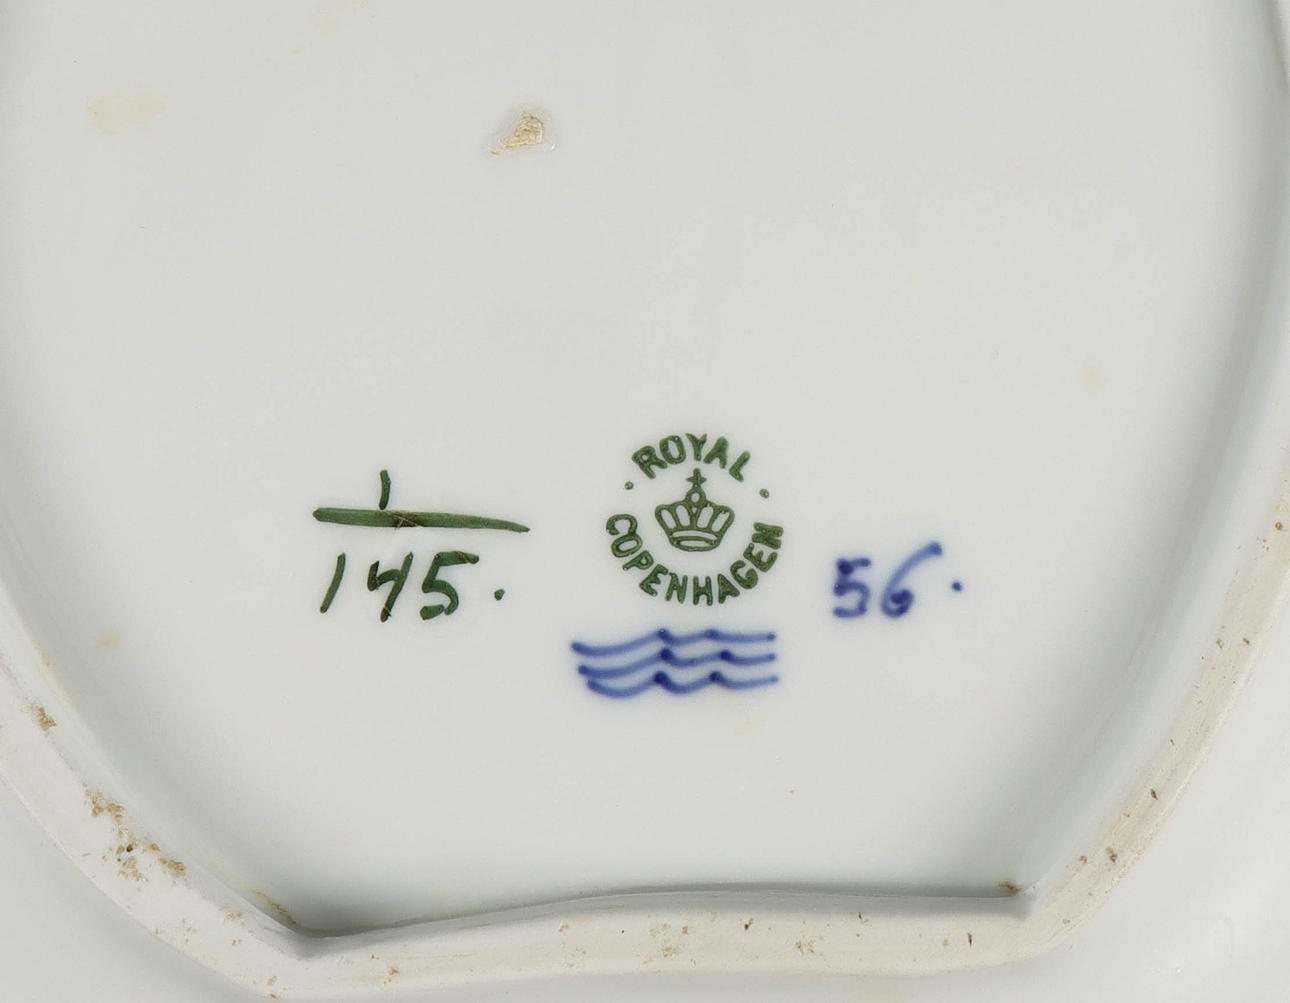 1
145.
ROYAL
COPENHAGEN
56.